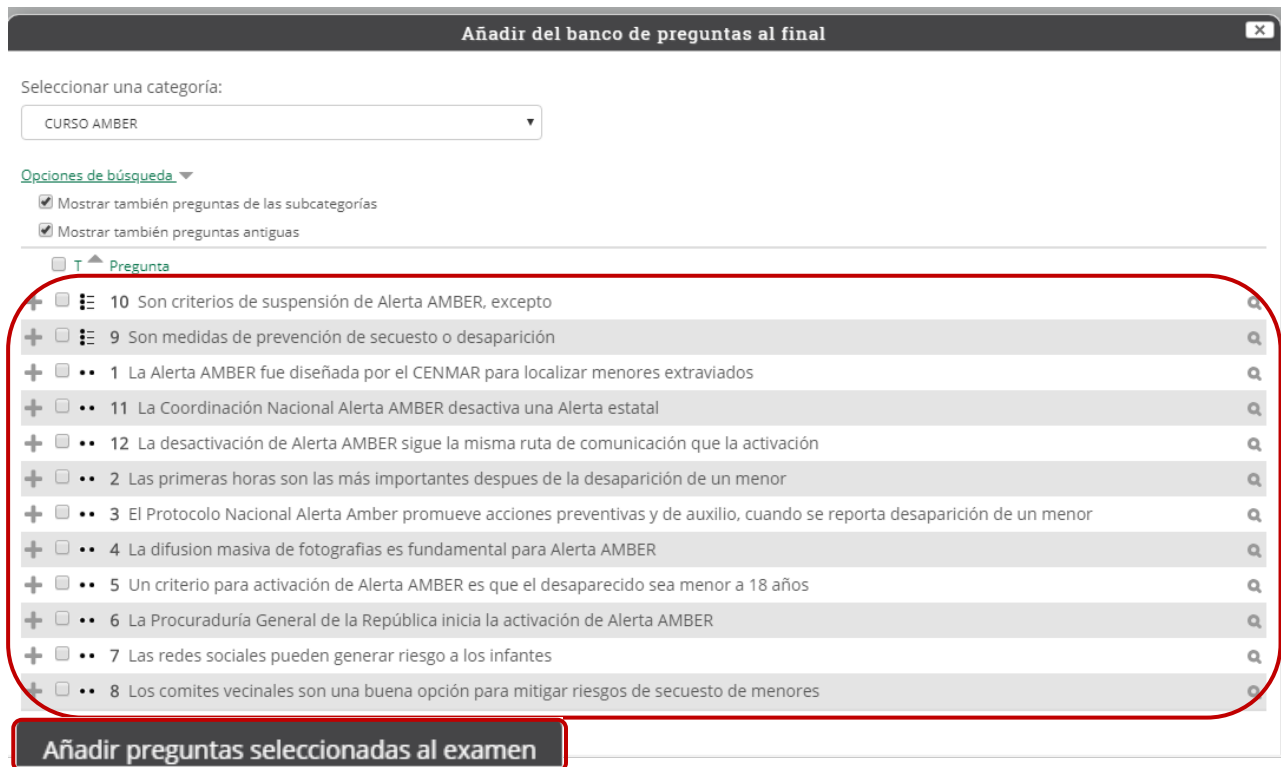 Añadir del banco de preguntas al final
Seleccionar una categoría:
CURSO AMBER
Opciones de búsqueda
Mostrar también preguntas de las subcategorías
Mostrar también preguntas antiguas
T Pregunta
10 Son criterios de suspensión de Alerta AMBER, excepto
9 Son medidas de prevención de secuesto o desaparición
1 La Alerta AMBER fue diseñada por el CENMAR para localizar menores extraviados
11 La Coordinación Nacional Alerta AMBER desactiva una Alerta estatal
12 La desactivación de Alerta AMBER sigue la misma ruta de comunicación que la activación
2 Las primeras horas son las más importantes despues de la desaparición de un menor
3 El Protocolo Nacional Alerta Amber promueve acciones preventivas y de auxilio, cuando se reporta desaparición de un menor
4 La difusion masiva de fotografias es fundamental para Alerta AMBER
5 Un criterio para activación de Alerta AMBER es que el desaparecido sea menor a 18 años
6 La Procuraduría General de la República inicia la activación de Alerta AMBER
7 Las redes sociales pueden generar riesgo a los infantes
8 Los comites vecinales son una buena opción para mitigar riesgos de secuesto de menores
Añadir preguntas seleccionadas al examen